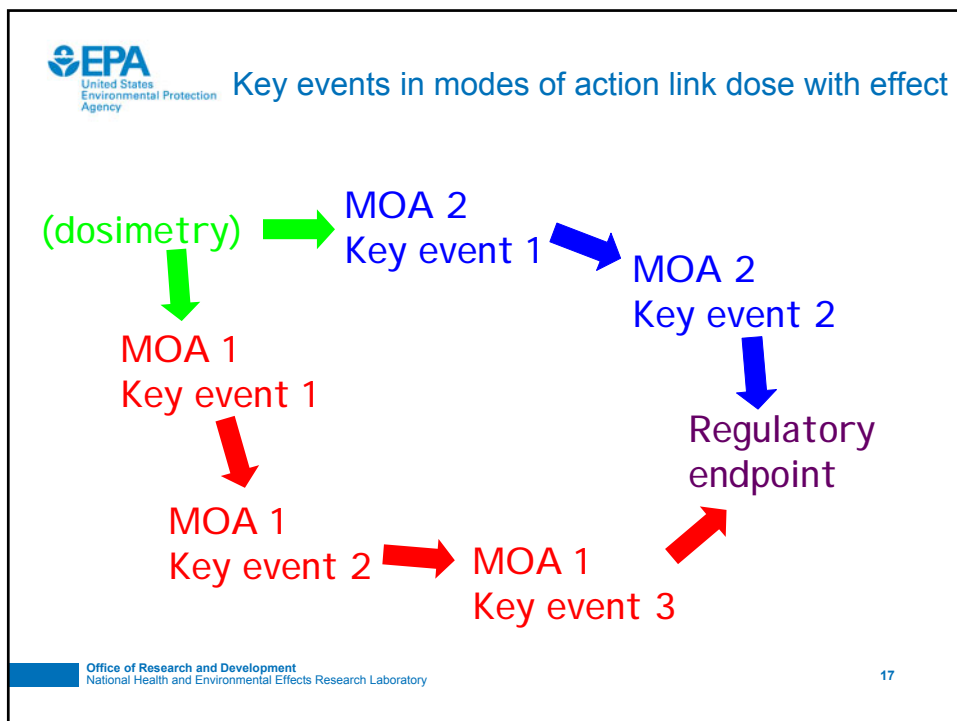 EPA
United States
Environmental Protection
Agency
Key events in modes of action link dose with effect
(dosimetry)
MOA 2
Key event 1
MOA 2
Key event 2
MOA 1
Key event 1
Regulatory
endpoint
MOA 1
Key event 2
MOA 1
Key event 3
Office of Research and Development
National Health and Environmental Effects Research Laboratory
17